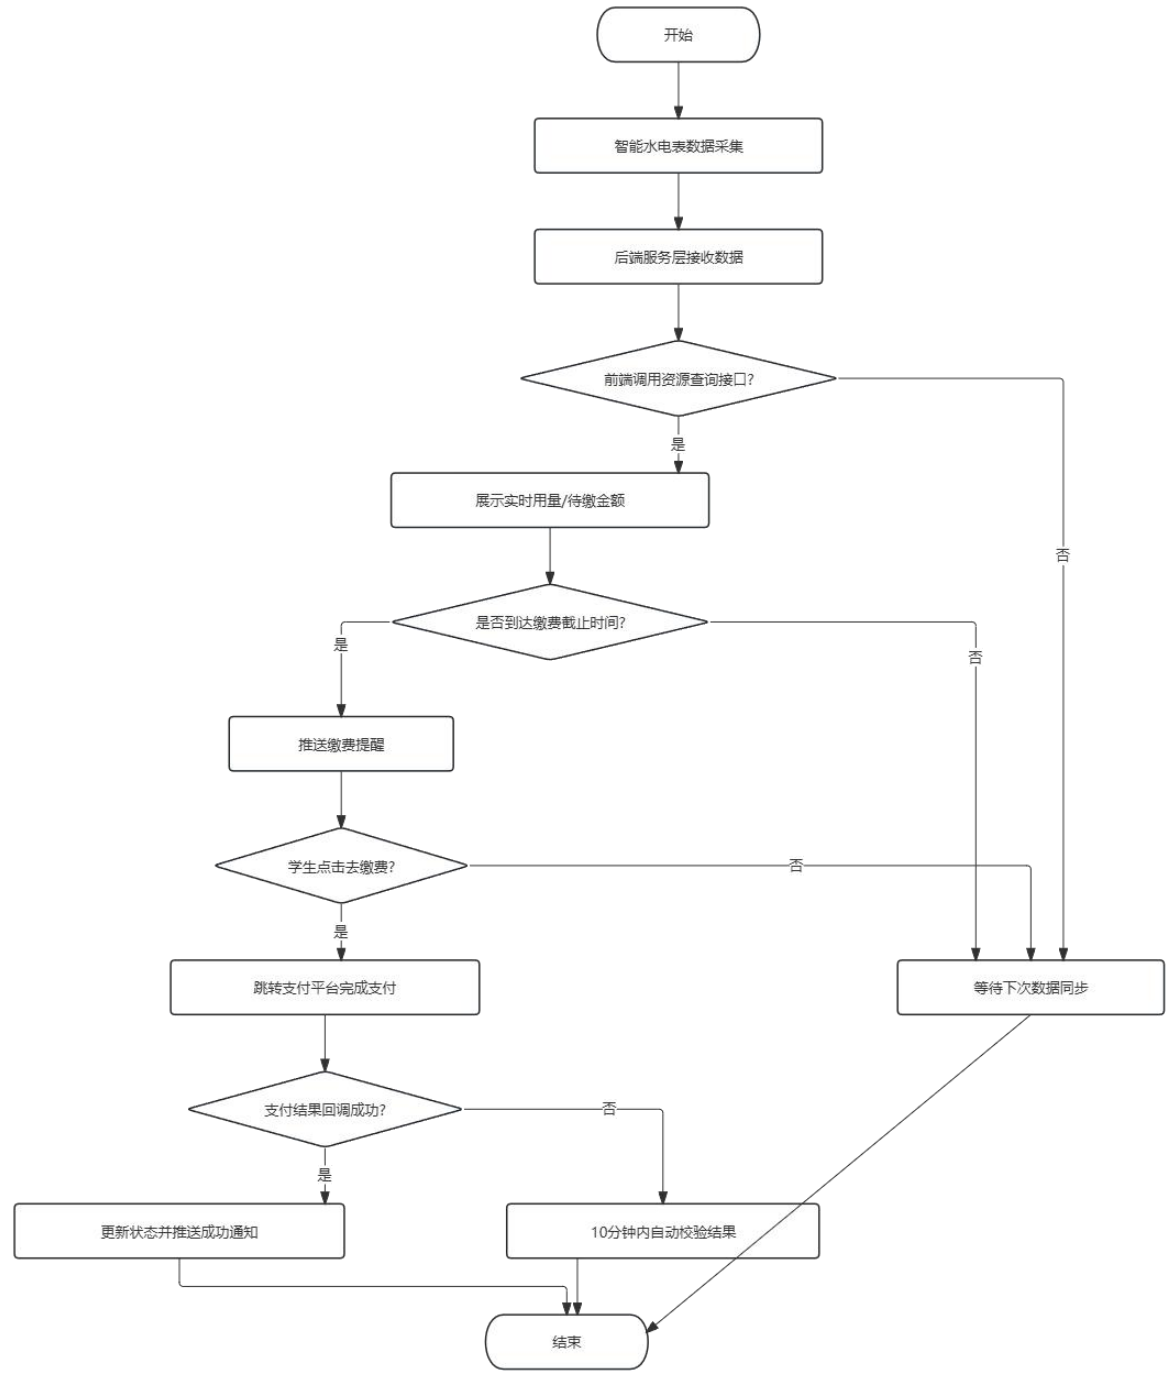 开始
智能水电表数据采集
后端服务层接收数据
前端调用资源查询接口?
是
展示实时用量/待缴金额
否
是否到达缴费截止时间?
是
否
推送缴费提醒
学生点击去缴费?
否
是
跳转支付平台完成支付
等待下次数据同步
支付结果回调成功?
否
是
更新状态并推送成功通知
10分钟内自动校验结果
结束